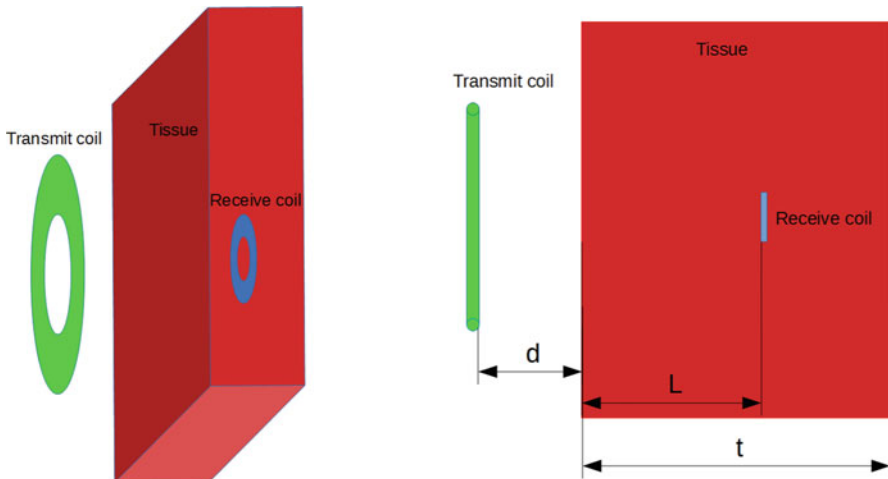 Transmit coil
Tissue
Receive coil
Tissue
Transmit coil
Receive coil
d
L
t